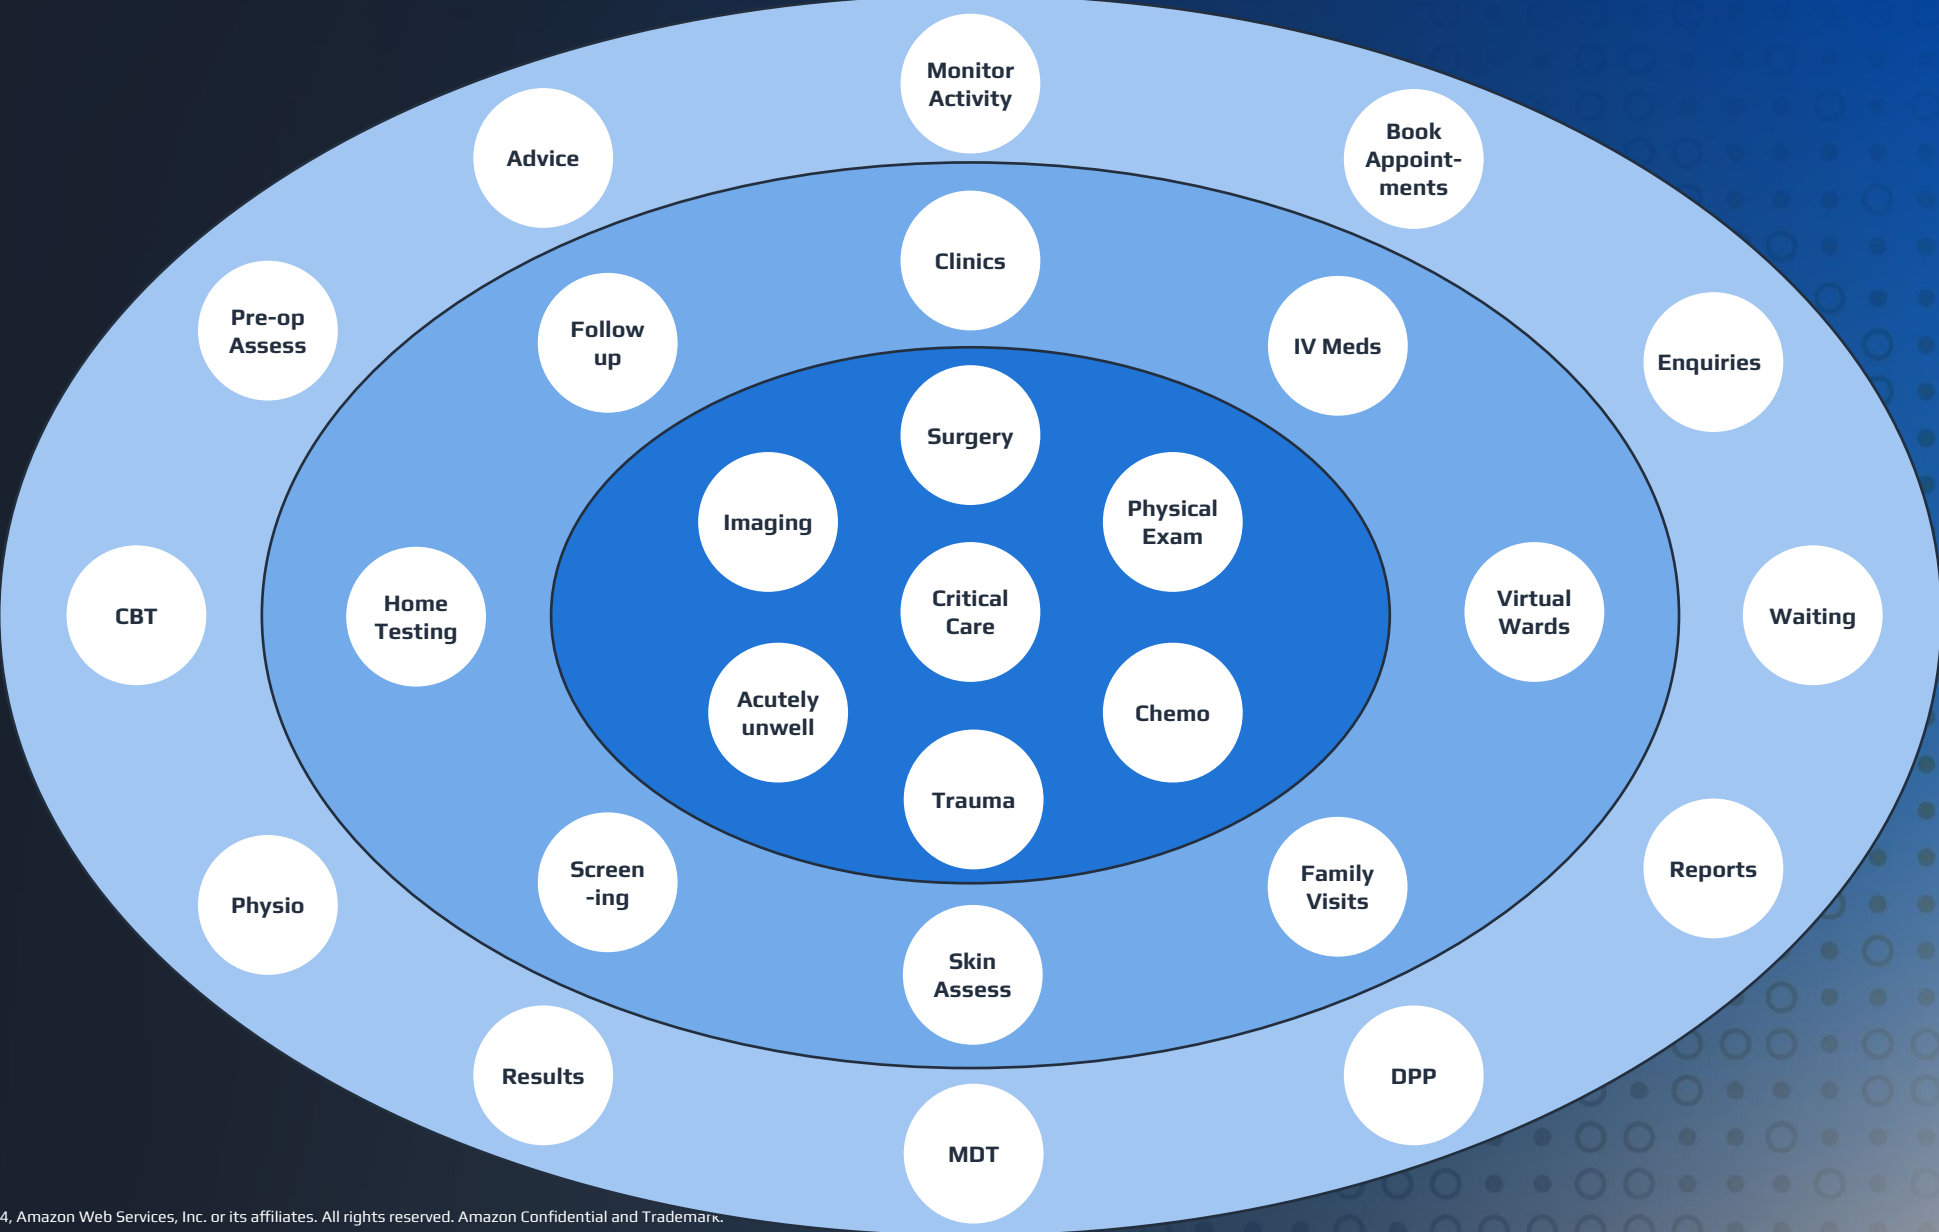 Monitor
Activity
Advice
Book
Appoint-
ments
Clinics
Pre-op
Assess
Follow
up
IV Meds
Enquiries
Surgery
Imaging
Physical
Exam
CBT
Home
Testing
Critical
Care
Virtual
Wards
Waiting
Acutely
unwell
Chemo
Trauma
Screen
-ing
Family
Visits
Reports
Physio
Skin
Assess
Results
DPP
MDT
4, Amazon Web Services, Inc. or its affiliates. All rights reserved. Amazon Confidential and Trademark.